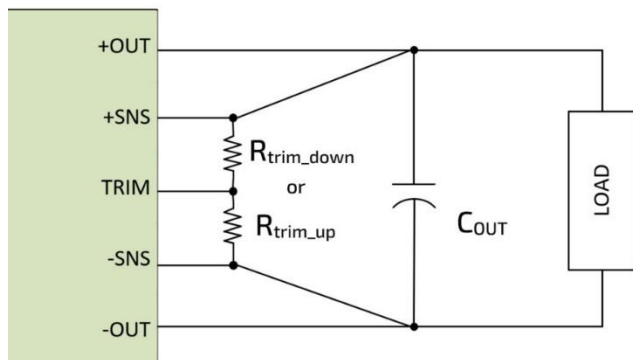 +OUT
+SNS
TRIM
-SNS
-OUT
Rtrim_down
or
Rtrim_up
COUT
LOAD